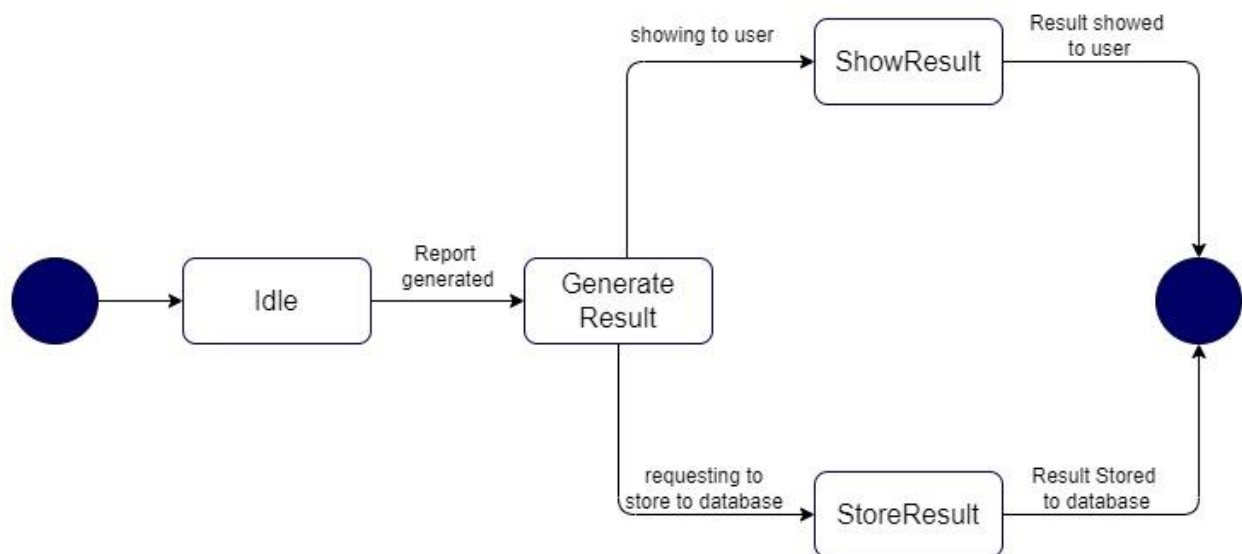 showing to user
ShowResult
Result showed
to user
Idle
Report
generated
Generate
Result
requesting to
store to database
StoreResult
Result Stored
to database